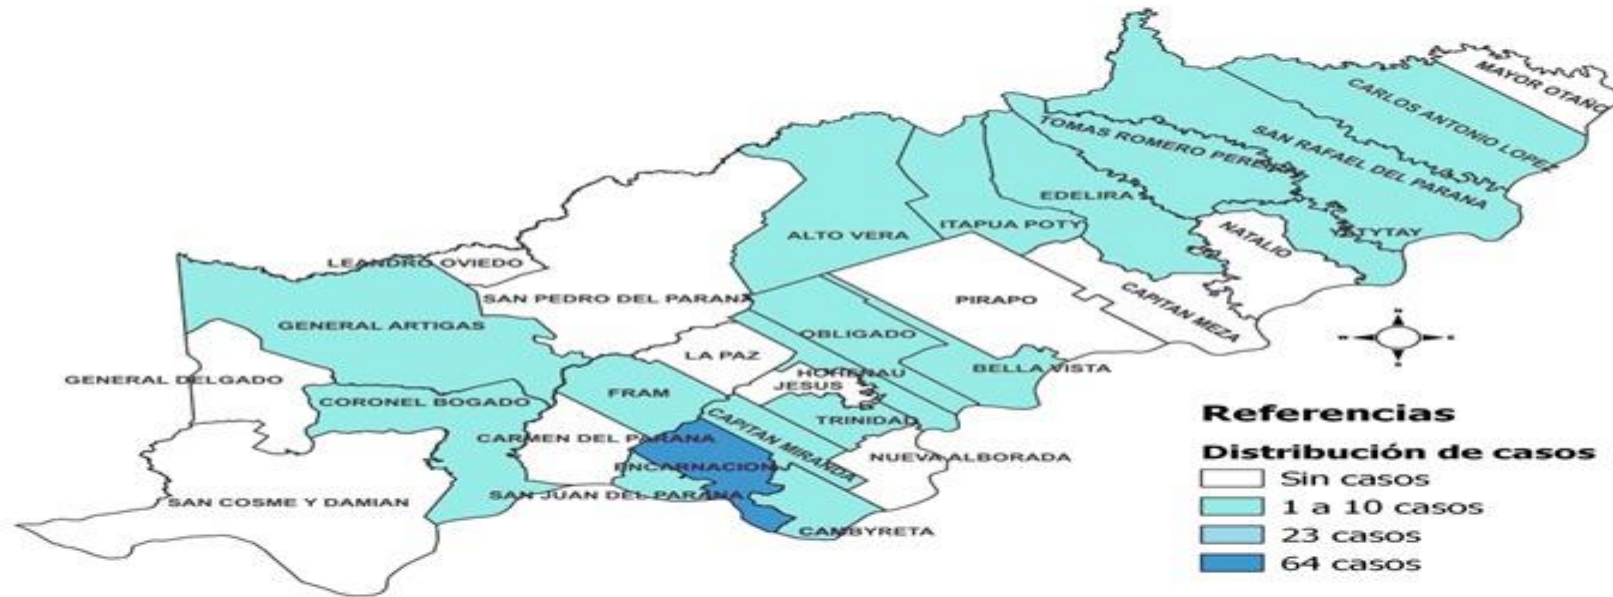 MAYOR OTAÑO
CARLOS ANTONIO LOPEZ
SAN RAFAEL DEL PARANA
TOMAS ROMERO PEREIRA
EDELIRA
ITAPUA POTY
ALTO VERA
YATYTAY
NATALIO
LEANDRO OVIEDO
SAN PEDRO DEL PARANA
PIRAPO
CAPITAN MEZA
GENERAL ARTIGAS
OBLIGADO
LA PAZ
BELLA VISTA
HOHENAU
JESUS
GENERAL DELGADO
FRAM
CORONEL BOGADO
TRINIDAD
CAPITAN MIRANDA
CARMEN DEL PARANA
NUEVA ALBORADA
ENCARNACION
SAN JUAN DEL PARANA
SAN COSME Y DAMIAN
CAMBYRETA
N
Referencias
Distribución de casos
Sin casos
1 a 10 casos
23 casos
64 casos